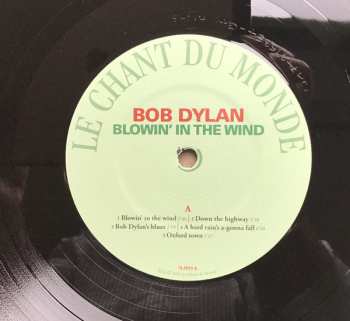 LE CHANT DU MONDE
BOB DYLAN
BLOWIN' IN THE WIND
A
1 Blowin' in the wind
2 Down the highway
3 Bob Dylan's blues
4 A hard rain's a-gonna fall
5 Oxford town